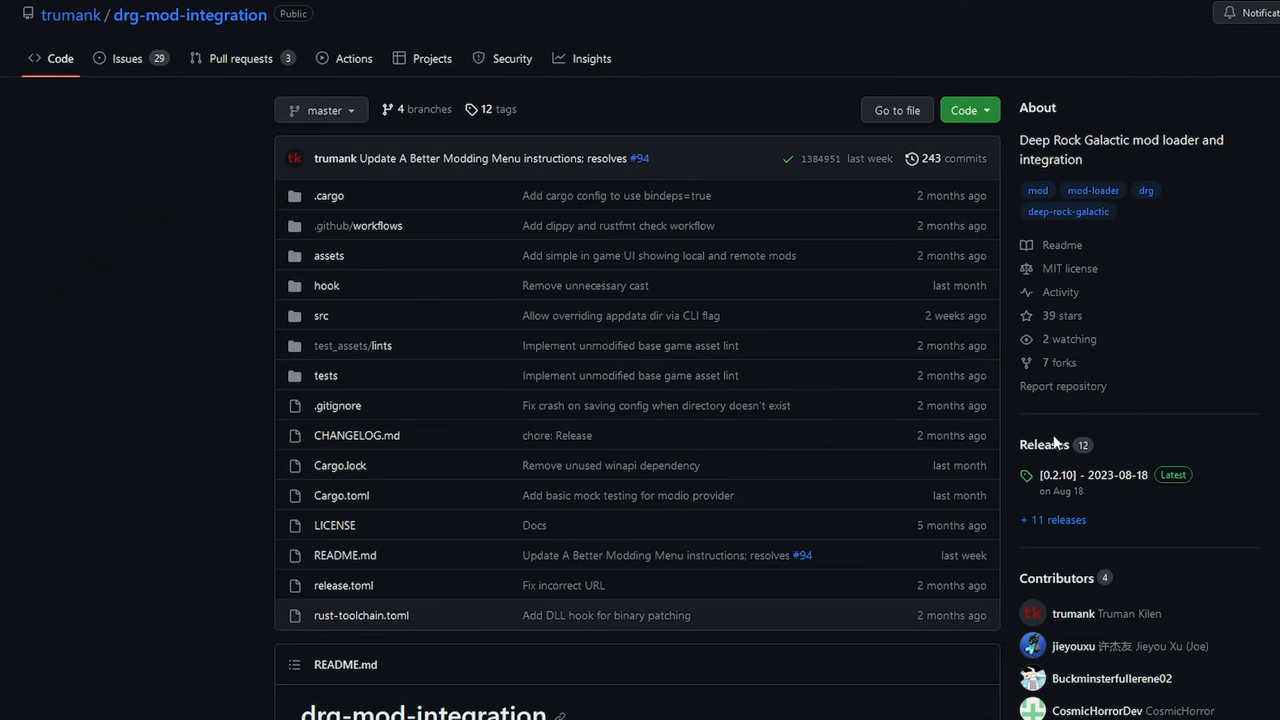 trumank / drg-mod-integration Public
Notificat
Code Issues 29 Pull requests 3 Actions Projects Security Insights
master 4 branches 12 tags Go to file Code
tk trumank Update A Better Modding Menu instructions; resolves #94 1384951 last week 243 commits
.cargo Add cargo config to use bindeps=true 2 months ago
.github/workflows Add clippy and rustfmt check workflow 2 months ago
assets Add simple in game UI showing local and remote mods 2 months ago
hook Remove unnecessary cast last month
src Allow overriding appdata dir via CLI flag 2 weeks ago
test_assets/lints Implement unmodified base game asset lint 2 months ago
tests Implement unmodified base game asset lint 2 months ago
.gitignore Fix crash on saving config when directory doesn't exist 2 months ago
CHANGELOG.md chore: Release 2 months ago
Cargo.lock Remove unused winapi dependency last month
Cargo.toml Add basic mock testing for modio provider last month
LICENSE Docs 5 months ago
README.md Update A Better Modding Menu instructions; resolves #94 last week
release.toml Fix incorrect URL 2 months ago
rust-toolchain.toml Add DLL hook for binary patching 2 months ago
README.md
drg-mod-integration
About
Deep Rock Galactic mod loader and
integration
mod mod-loader drg
deep-rock-galactic
Readme
MIT license
Activity
39 stars
2 watching
7 forks
Report repository
Releases 12
[0.2.10] - 2023-08-18 Latest
on Aug 18
+ 11 releases
Contributors 4
tk trumank Truman Kilen
jieyouxu 许杰友 Jieyou Xu (Joe)
Buckminsterfullerene02
CosmicHorrorDev CosmicHorror